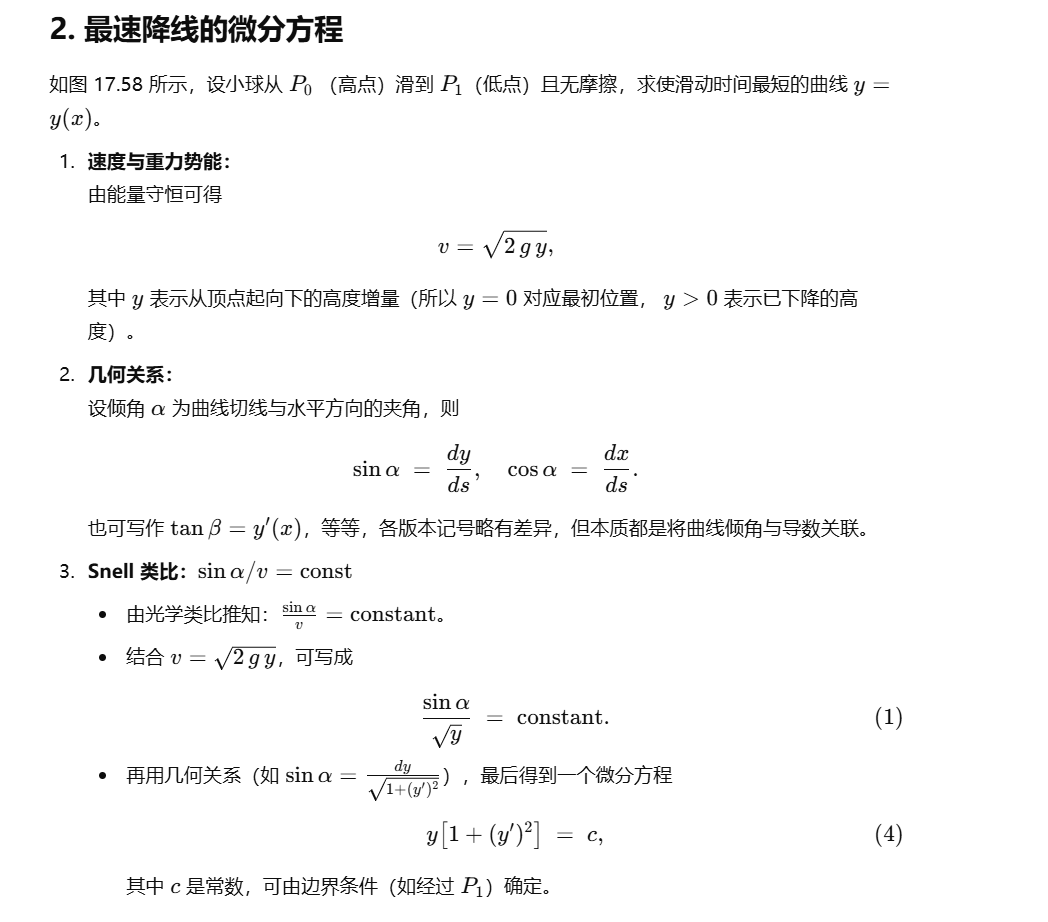 2. 最速降线的微分方程
如图 17.58 所示，设小球从 P₀ （高点）滑到 P₁（低点）且无摩擦，求使滑动时间最短的曲线 y =
y(x)。
1. 速度与重力势能：
由能量守恒可得
v = √(2 g y),
其中 y 表示从顶点起向下的高度增量（所以 y = 0 对应最初位置， y > 0 表示已下降的高
度）。
2. 几何关系：
设倾角 α 为曲线切线与水平方向的夹角，则
sin α = dy/ds, cos α = dx/ds.
也可写作 tan β = y′(x)，等等，各版本记号略有差异，但本质都是将曲线倾角与导数关联。
3. Snell 类比：sin α/v = const
• 由光学类比推知：sin α/v = constant。
• 结合 v = √(2 g y)，可写成
sin α/√y = constant. (1)
• 再用几何关系（如 sin α = dy/√(1+(y′)²)），最后得到一个微分方程
y[1 + (y′)²] = c, (4)
其中 c 是常数，可由边界条件（如经过 P₁）确定。